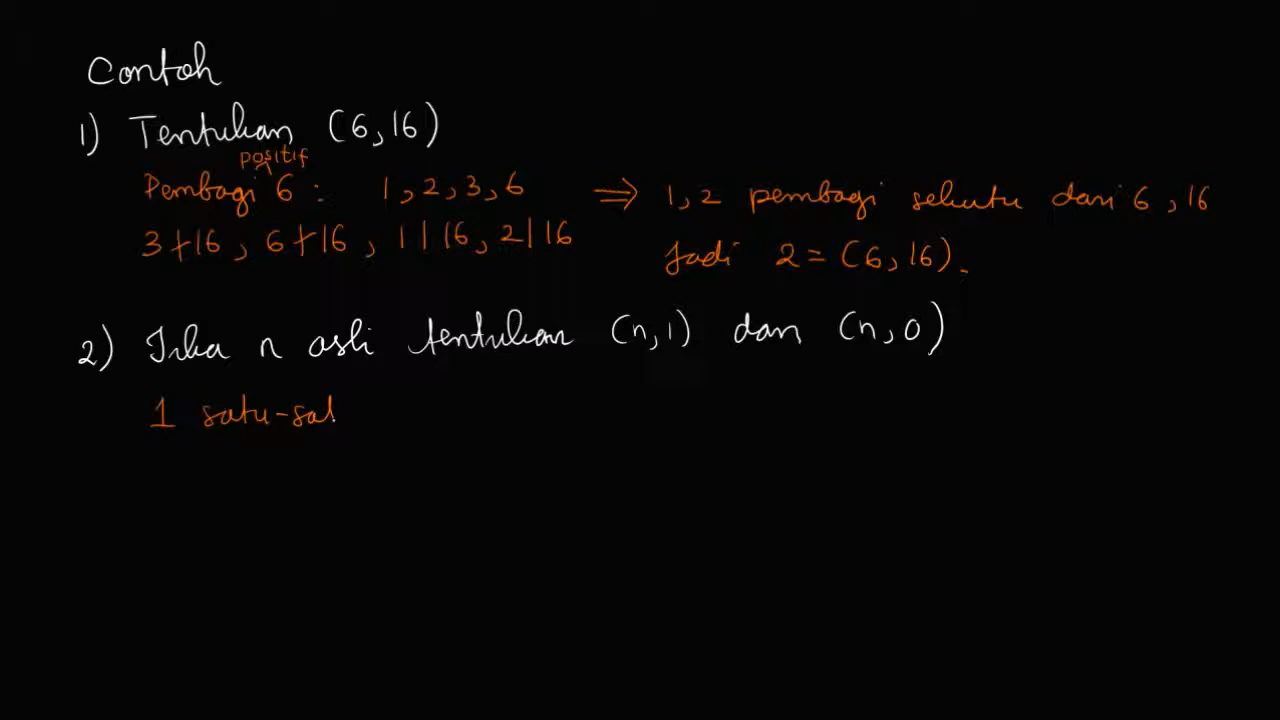 Contoh
1) Tentukan (6,16)
positif
Pembagi 6 : 1, 2, 3, 6 ⇒ 1, 2 pembagi sekutu dari 6, 16
3∤16, 6∤16, 1|16, 2|16 Jadi 2 = (6, 16).
2) Jika n asli tentukan (n,1) dan (n,0)
1 satu-sat